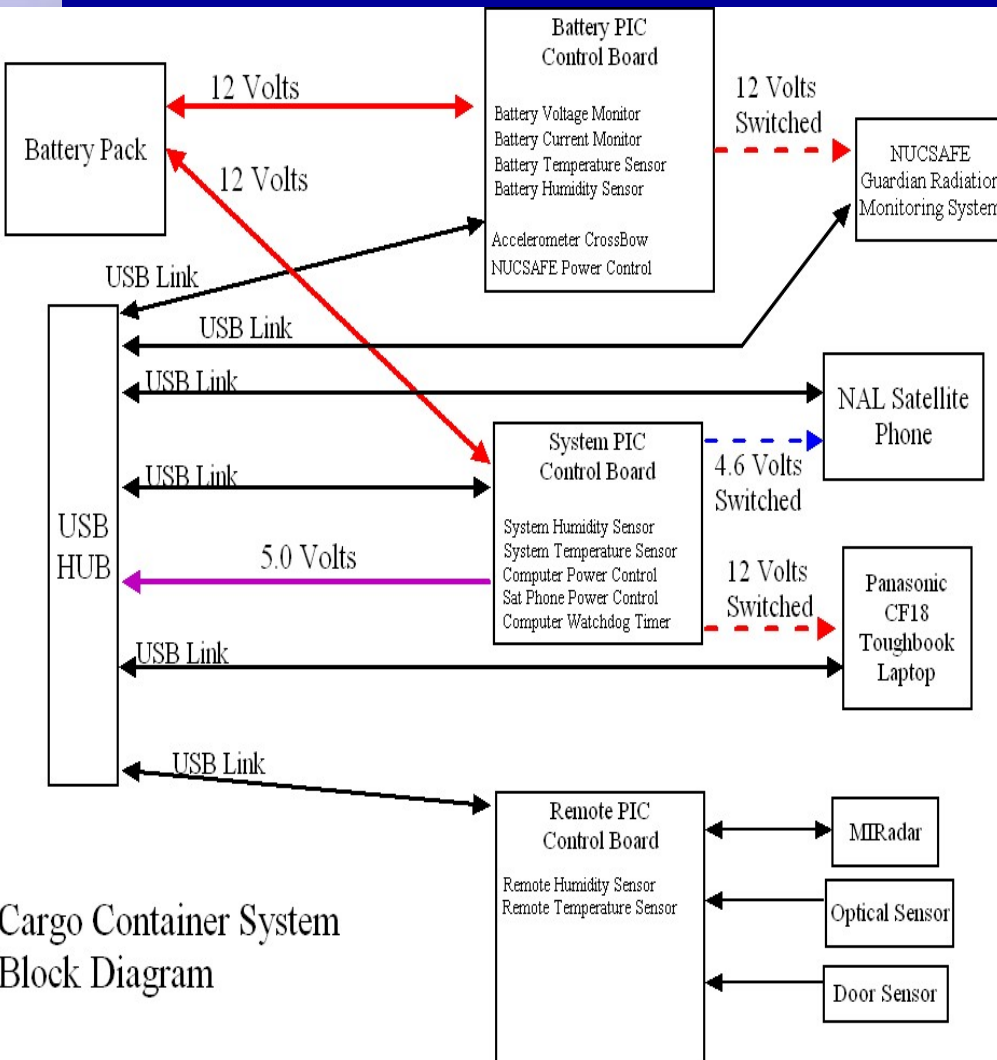 Battery PIC
Control Board
Battery Voltage Monitor
Battery Current Monitor
Battery Temperature Sensor
Battery Humidity Sensor
Accelerometer CrossBow
NUCSAFE Power Control
12 Volts
Battery Pack
12 Volts
12 Volts
Switched
NUCSAFE
Guardian Radiation
Monitoring System
USB Link
USB Link
USB Link
NAL Satellite
Phone
System PIC
Control Board
System Humidity Sensor
System Temperature Sensor
Computer Power Control
Sat Phone Power Control
Computer Watchdog Timer
4.6 Volts
Switched
USB Link
USB
HUB
5.0 Volts
12 Volts
Switched
Panasonic
CF18
Toughbook
Laptop
USB Link
USB Link
Remote PIC
Control Board
Remote Humidity Sensor
Remote Temperature Sensor
MIRadar
Optical Sensor
Door Sensor
Cargo Container System
Block Diagram